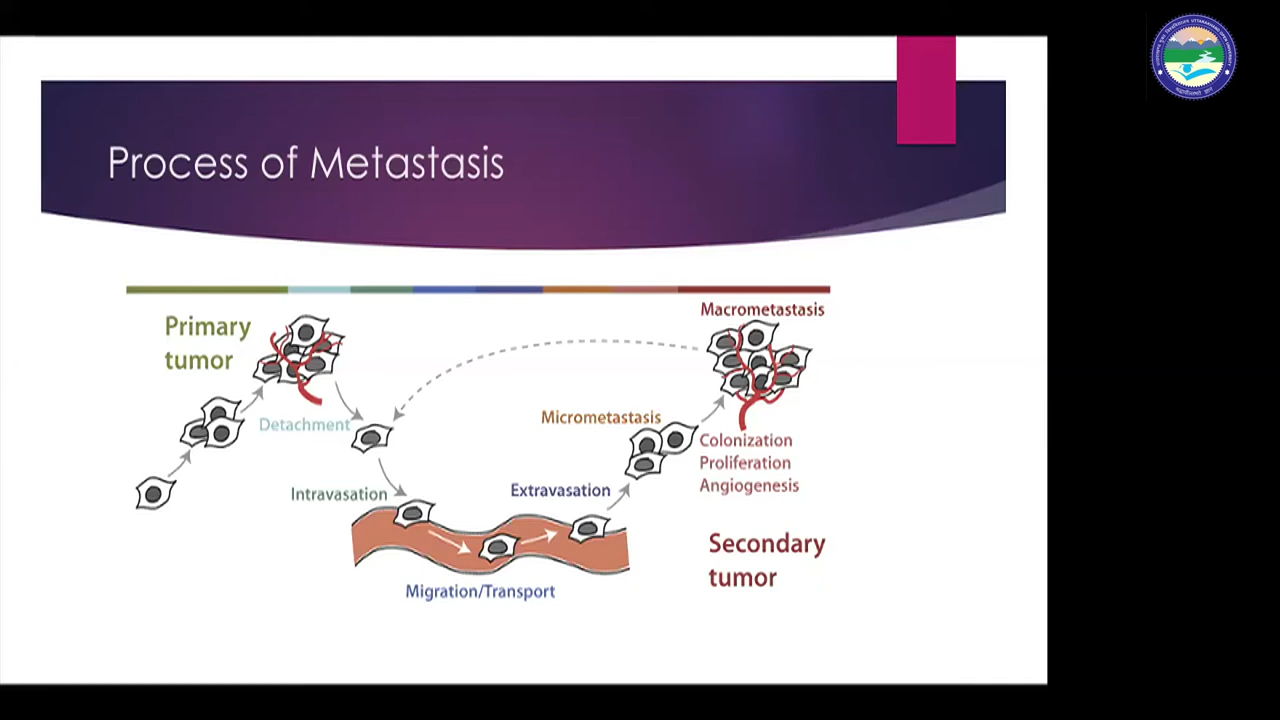 Process of Metastasis
Primary
tumor
Detachment
Intravasation
Migration/Transport
Extravasation
Micrometastasis
Macrometastasis
Colonization
Proliferation
Angiogenesis
Secondary
tumor